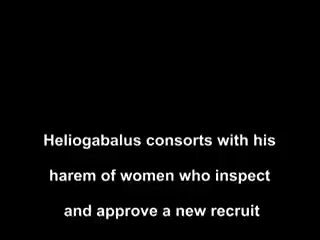 Heliogabalus consorts with his
harem of women who inspect
and approve a new recruit